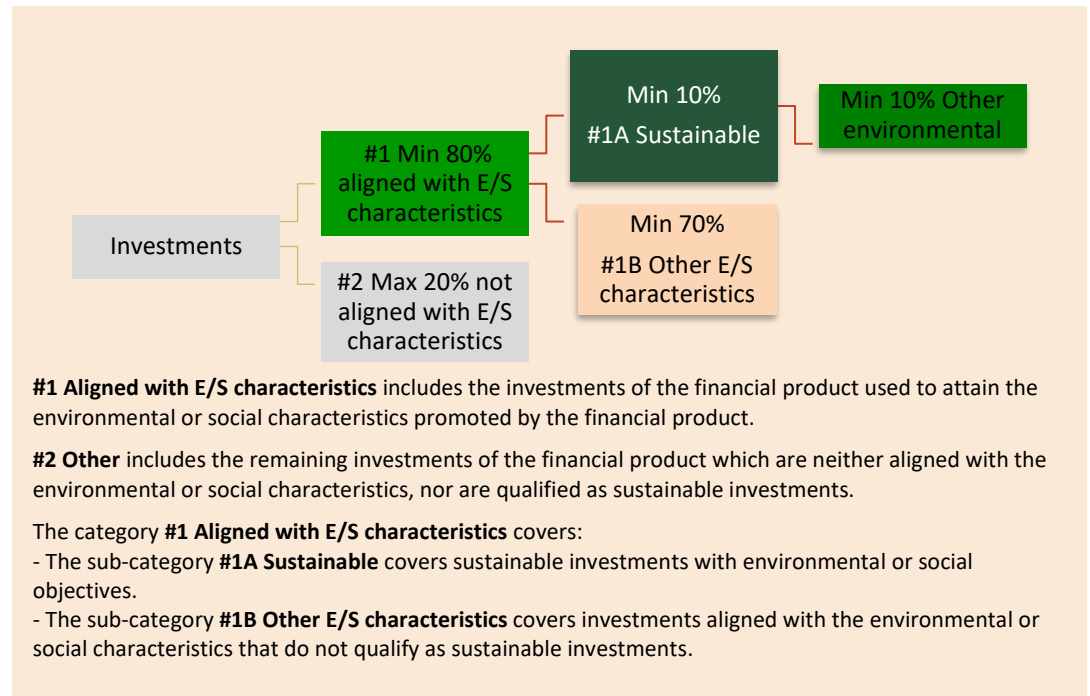 Investments
#1 Min 80%
aligned with E/S
characteristics
#2 Max 20% not
aligned with E/S
characteristics
Min 10%
#1A Sustainable
Min 70%
#1B Other E/S
characteristics
Min 10% Other
environmental
#1 Aligned with E/S characteristics includes the investments of the financial product used to attain the
environmental or social characteristics promoted by the financial product.
#2 Other includes the remaining investments of the financial product which are neither aligned with the
environmental or social characteristics, nor are qualified as sustainable investments.
The category #1 Aligned with E/S characteristics covers:
- The sub-category #1A Sustainable covers sustainable investments with environmental or social
objectives.
- The sub-category #1B Other E/S characteristics covers investments aligned with the environmental or
social characteristics that do not qualify as sustainable investments.